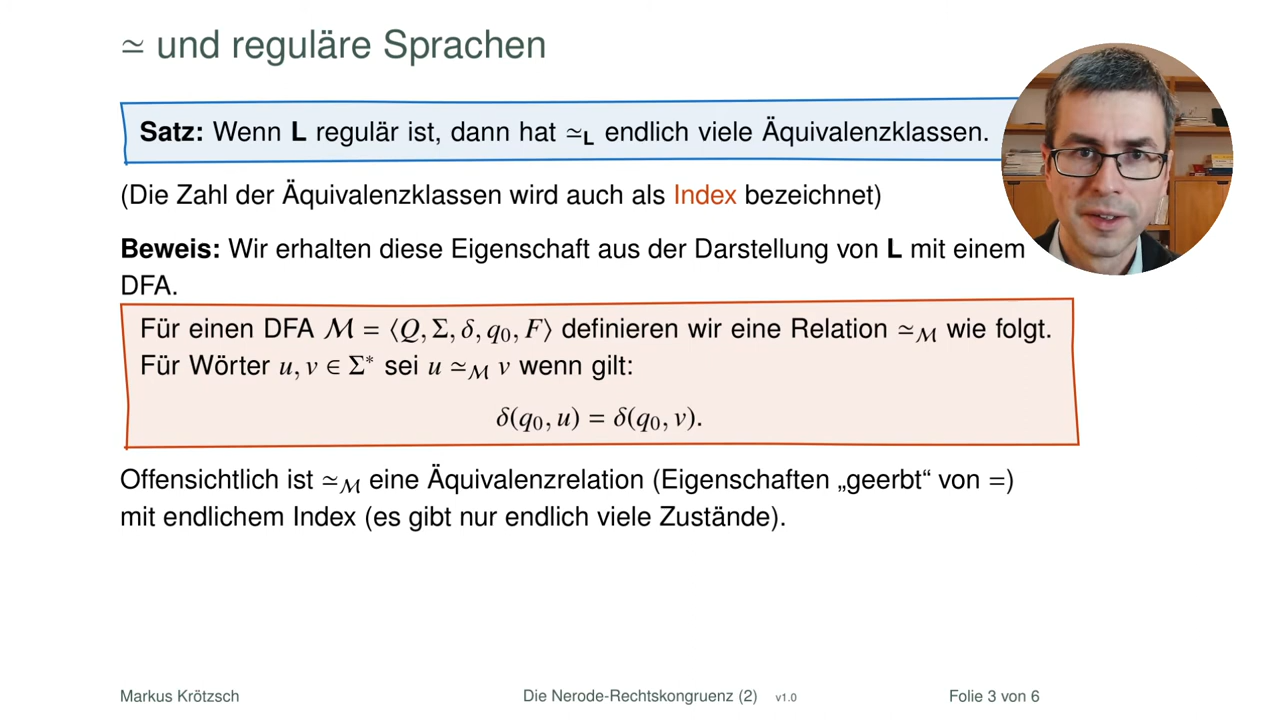 ≃ und reguläre Sprachen
Satz: Wenn L regulär ist, dann hat ≃L endlich viele Äquivalenzklassen.
(Die Zahl der Äquivalenzklassen wird auch als Index bezeichnet)
Beweis: Wir erhalten diese Eigenschaft aus der Darstellung von L mit einem
DFA.
Für einen DFA ℳ = ⟨Q, Σ, δ, q₀, F⟩ definieren wir eine Relation ≃ℳ wie folgt.
Für Wörter u, v ∈ Σ* sei u ≃ℳ v wenn gilt:
δ(q₀, u) = δ(q₀, v).
Offensichtlich ist ≃ℳ eine Äquivalenzrelation (Eigenschaften „geerbt“ von =)
mit endlichem Index (es gibt nur endlich viele Zustände).
Markus Krötzsch Die Nerode-Rechtskongruenz (2) v1.0 Folie 3 von 6